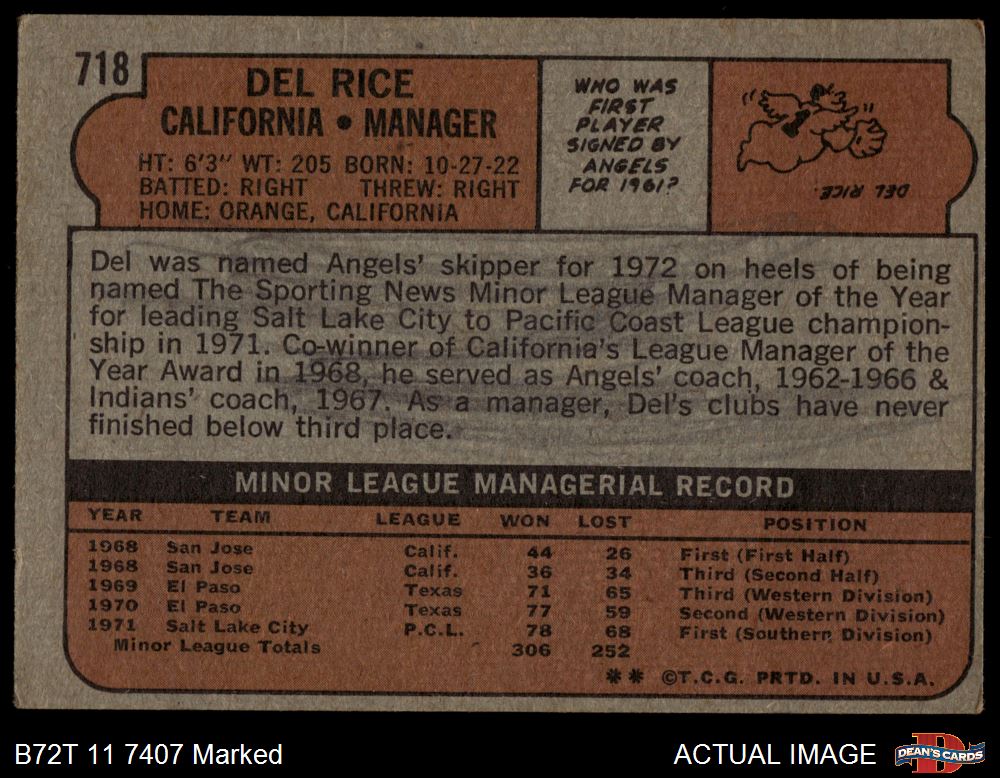 718
DEL RICE
CALIFORNIA • MANAGER
HT: 6'3" WT: 205 BORN: 10-27-22
BATTED: RIGHT THREW: RIGHT
HOME: ORANGE, CALIFORNIA
WHO WAS
FIRST
PLAYER
SIGNED BY
ANGELS
FOR 1961?
DEL RICE.
Del was named Angels' skipper for 1972 on heels of being
named The Sporting News Minor League Manager of the Year
for leading Salt Lake City to Pacific Coast League champion-
ship in 1971. Co-winner of California's League Manager of the
Year Award in 1968, he served as Angels' coach, 1962-1966 &
Indians' coach, 1967. As a manager, Del's clubs have never
finished below third place.
MINOR LEAGUE MANAGERIAL RECORD
YEAR TEAM LEAGUE WON LOST POSITION
1968 San Jose Calif. 44 26 First (First Half)
1968 San Jose Calif. 36 34 Third (Second Half)
1969 El Paso Texas 71 65 Third (Western Division)
1970 El Paso Texas 77 59 Second (Western Division)
1971 Salt Lake City P.C.L. 78 68 First (Southern Division)
Minor League Totals 306 252
** ©T.C.G. PRTD. IN U.S.A.
B72T 11 7407 Marked
ACTUAL IMAGE
DEAN'S CARDS